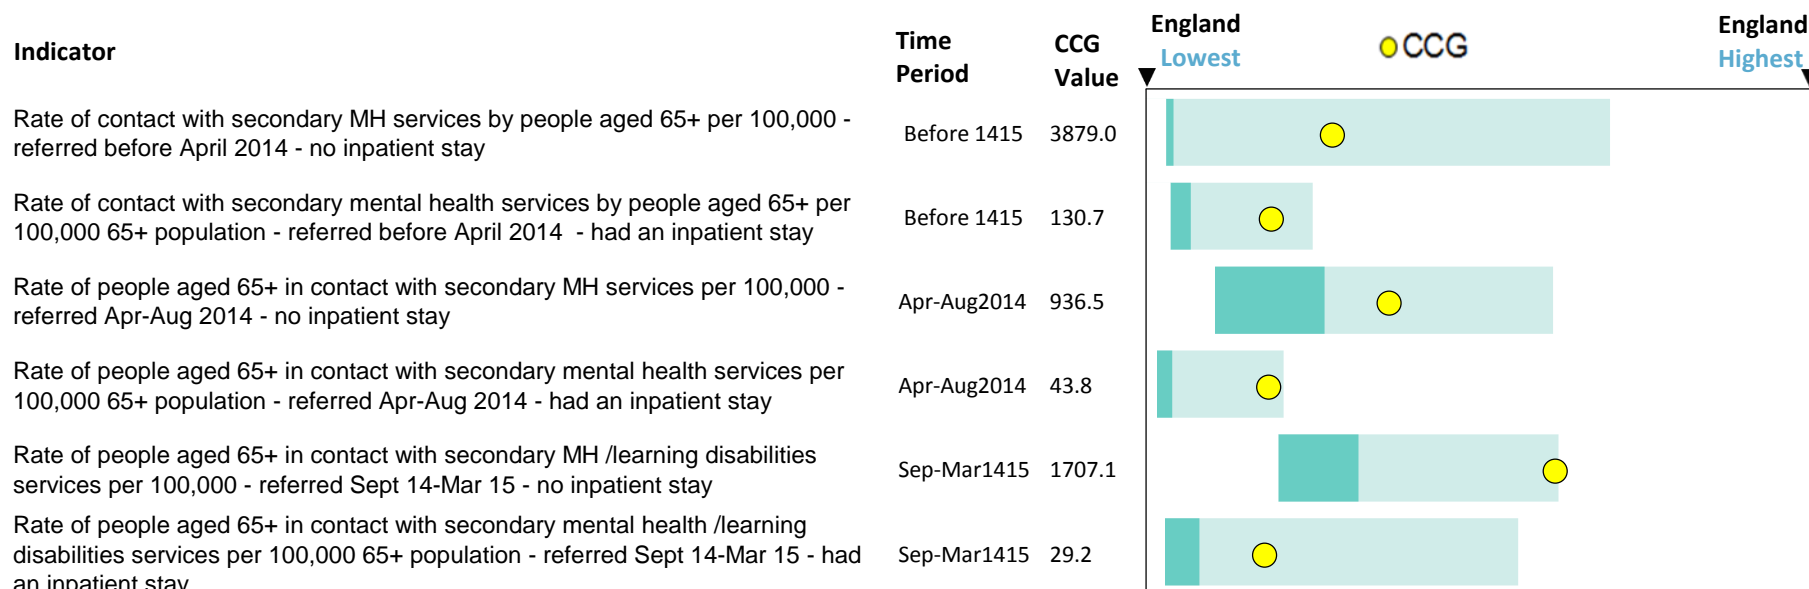 Indicator
Time Period
CCG Value
England Lowest
CCG
England Highest
Rate of contact with secondary MH services by people aged 65+ per 100,000 -
referred before April 2014 - no inpatient stay
Before 1415 3879.0
Rate of contact with secondary mental health services by people aged 65+ per
100,000 65+ population - referred before April 2014 - had an inpatient stay
Before 1415 130.7
Rate of people aged 65+ in contact with secondary MH services per 100,000 -
referred Apr-Aug 2014 - no inpatient stay
Apr-Aug2014 936.5
Rate of people aged 65+ in contact with secondary mental health services per
100,000 65+ population - referred Apr-Aug 2014 - had an inpatient stay
Apr-Aug2014 43.8
Rate of people aged 65+ in contact with secondary MH /learning disabilities
services per 100,000 - referred Sept 14-Mar 15 - no inpatient stay
Sep-Mar1415 1707.1
Rate of people aged 65+ in contact with secondary mental health /learning
disabilities services per 100,000 65+ population - referred Sept 14-Mar 15 - had
an inpatient stay
Sep-Mar1415 29.2